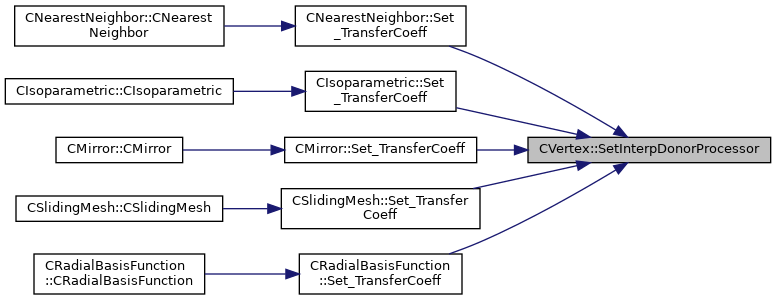 CNearestNeighbor::CNearest
Neighbor
CNearestNeighbor::Set
_TransferCoeff
CIsoparametric::CIsoparametric
CIsoparametric::Set
_TransferCoeff
CMirror::CMirror
CMirror::Set_TransferCoeff
CVertex::SetInterpDonorProcessor
CSlidingMesh::CSlidingMesh
CSlidingMesh::Set_Transfer
Coeff
CRadialBasisFunction
::CRadialBasisFunction
CRadialBasisFunction
::Set_TransferCoeff